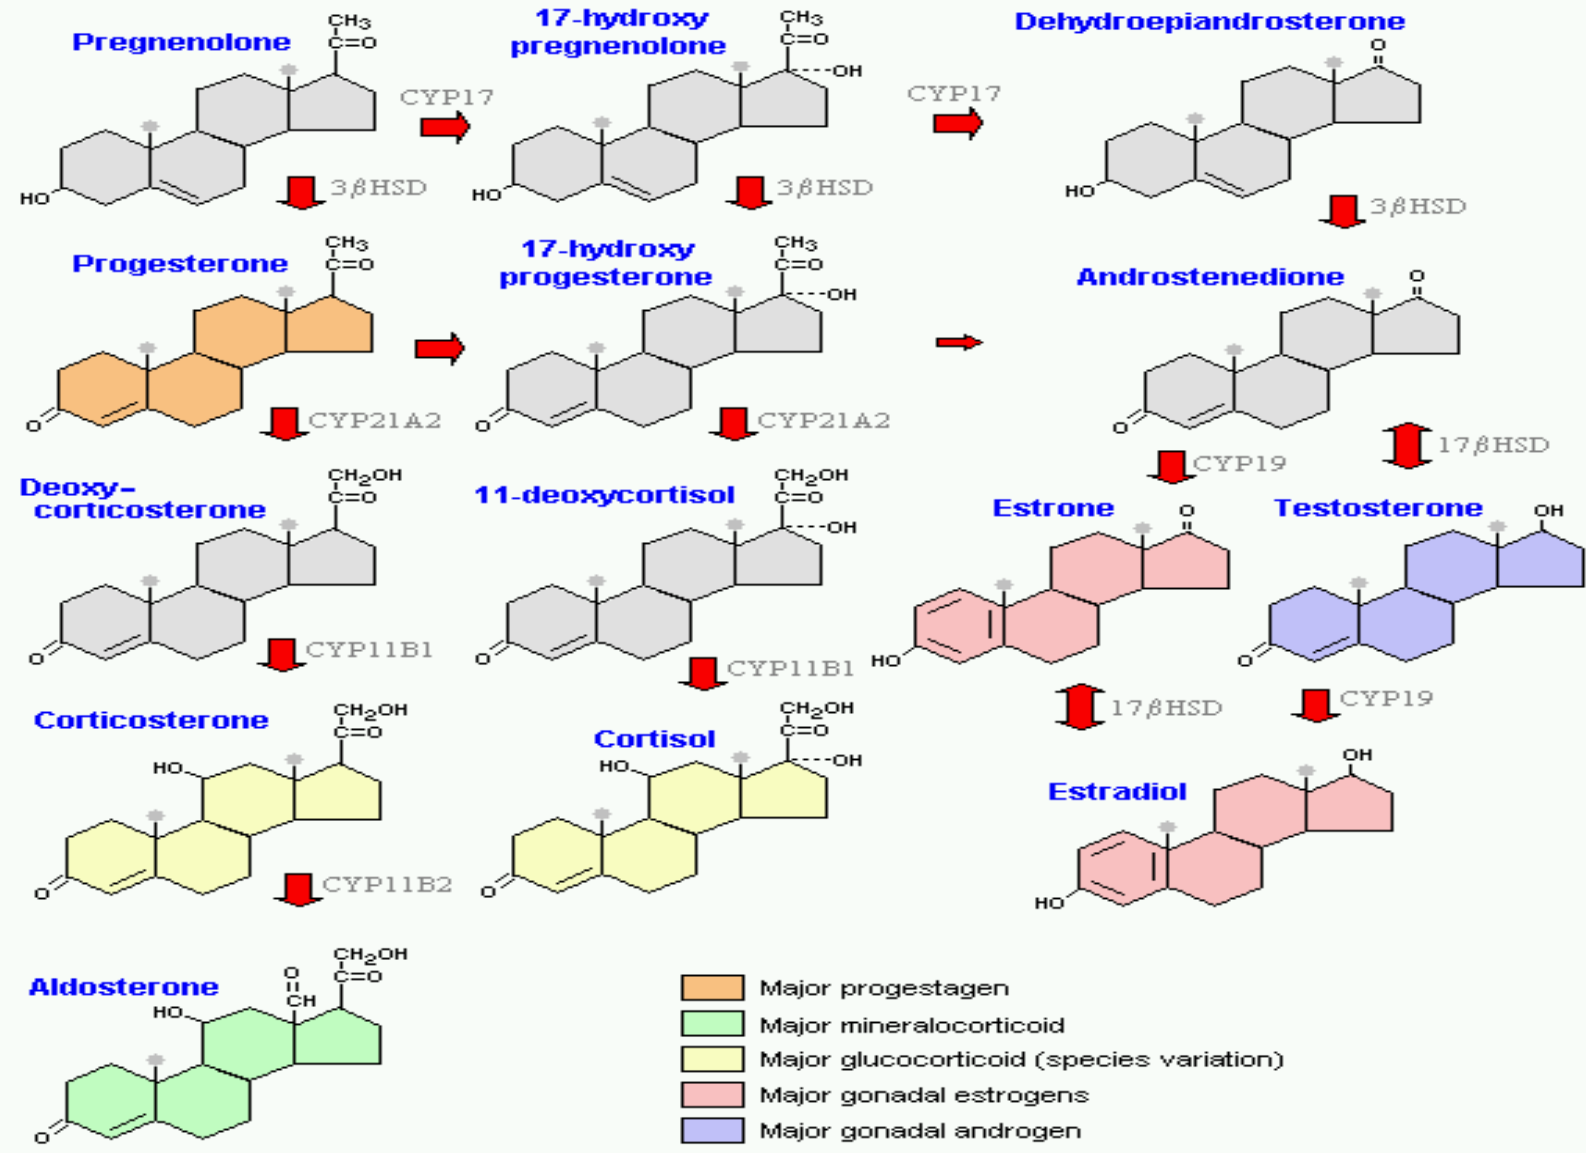 Pregnenolone
CH3
C=O
HO
CYP17
3βHSD
17-hydroxy
pregnenolone
CH3
C=O
OH
HO
CYP17
3βHSD
Dehydroepiandrosterone
O
HO
3βHSD
Progesterone
CH3
C=O
O
CYP21A2
17-hydroxy
progesterone
CH3
C=O
OH
O
CYP21A2
Androstenedione
O
O
CYP19
17βHSD
Deoxy-
corticosterone
CH2OH
C=O
O
CYP11B1
11-deoxycortisol
CH2OH
C=O
OH
O
CYP11B1
Estrone
O
HO
17βHSD
Testosterone
OH
O
CYP19
Corticosterone
CH2OH
C=O
HO
O
CYP11B2
Cortisol
CH2OH
C=O
HO
OH
O
Estradiol
OH
HO
Aldosterone
CH2OH
C=O
O
CH
HO
O
Major progestagen
Major mineralocorticoid
Major glucocorticoid (species variation)
Major gonadal estrogens
Major gonadal androgen